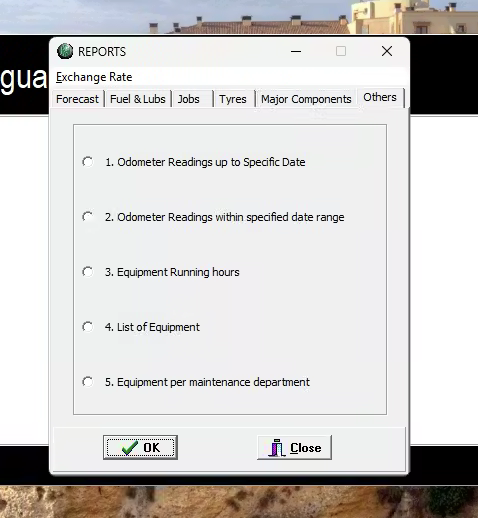 REPORTS
Exchange Rate
gua
Forecast Fuel & Lubs Jobs Tyres Major Components Others
1. Odometer Readings up to Specific Date
2. Odometer Readings within specified date range
3. Equipment Running hours
4. List of Equipment
5. Equipment per maintenance department
OK Close